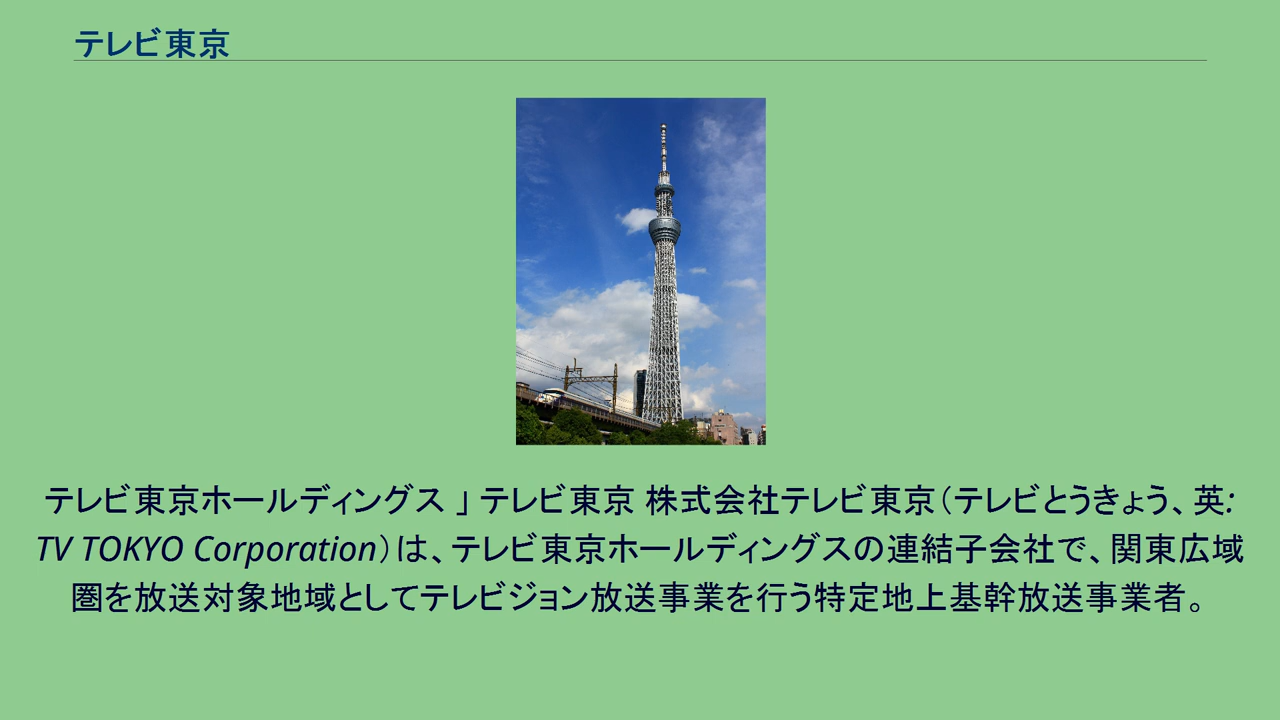 テレビ東京
テレビ東京ホールディングス 」 テレビ東京 株式会社テレビ東京（テレビとうきょう、英:
TV TOKYO Corporation）は、テレビ東京ホールディングスの連結子会社で、関東広域
圏を放送対象地域としてテレビジョン放送事業を行う特定地上基幹放送事業者。